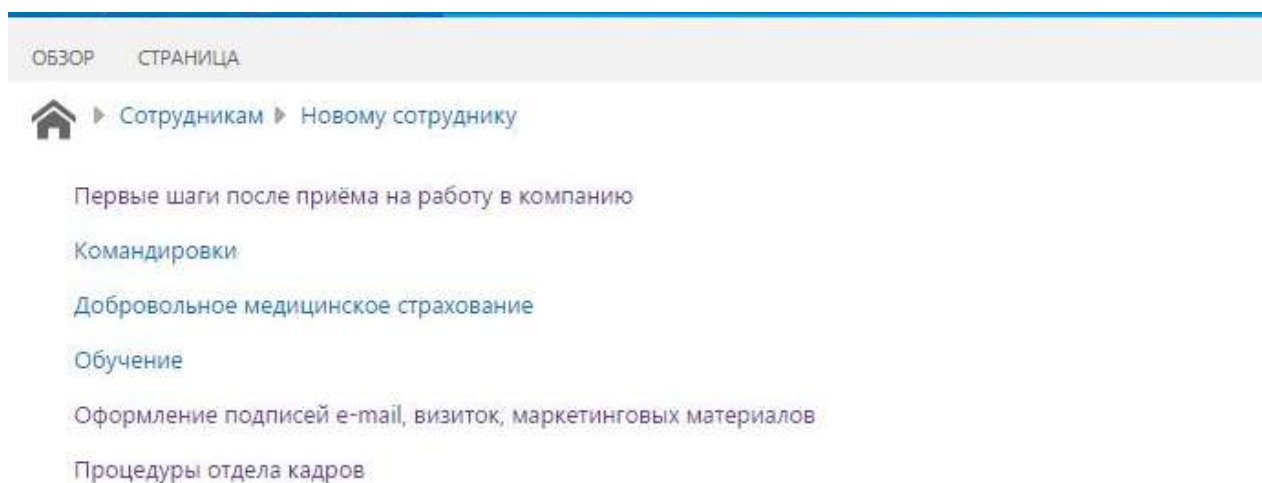 ОБЗОР СТРАНИЦА
Сотрудникам Новому сотруднику
Первые шаги после приёма на работу в компанию
Командировки
Добровольное медицинское страхование
Обучение
Оформление подписей e-mail, визиток, маркетинговых материалов
Процедуры отдела кадров